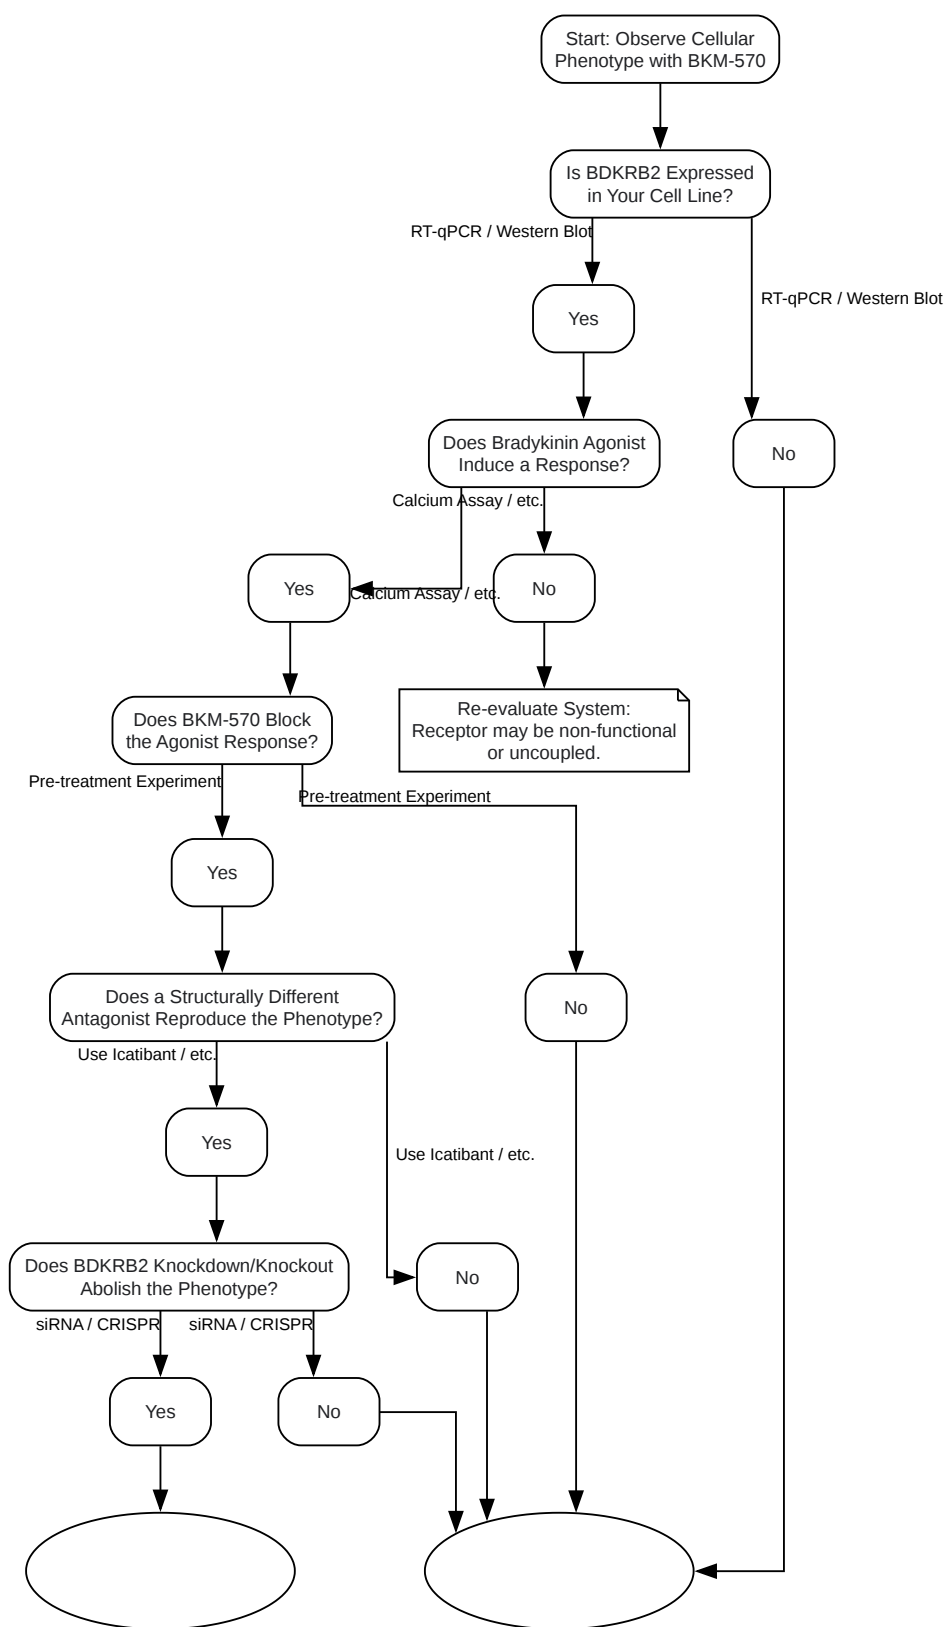 Start: Observe Cellular
Phenotype with BKM-570
Is BDKRB2 Expressed
in Your Cell Line?
RT-qPCR / Western Blot
RT-qPCR / Western Blot
Yes
Does Bradykinin Agonist
Induce a Response?
No
Calcium Assay / etc.
Yes
Calcium Assay / etc.
No
Re-evaluate System:
Receptor may be non-functional
or uncoupled.
Does BKM-570 Block
the Agonist Response?
Pre-treatment Experiment
Pre-treatment Experiment
Yes
Does a Structurally Different
Antagonist Reproduce the Phenotype?
No
Use Icatibant / etc.
Yes
Use Icatibant / etc.
Does BDKRB2 Knockdown/Knockout
Abolish the Phenotype?
No
siRNA / CRISPR
siRNA / CRISPR
Yes
No